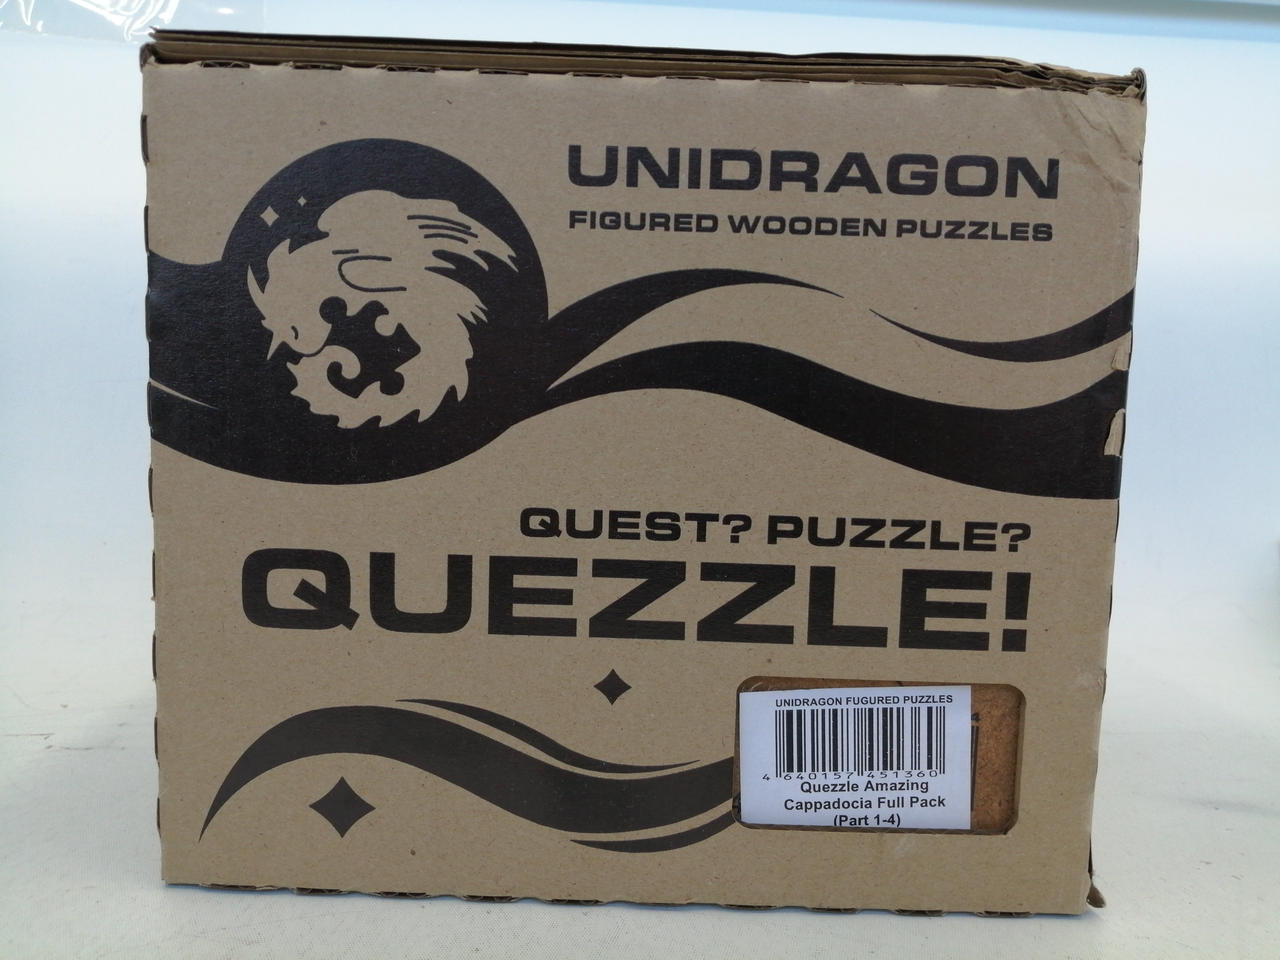 UNIDRAGON
FIGURED WOODEN PUZZLES
QUEST? PUZZLE?
QUEZZLE!
UNIDRAGON FUGURED PUZZLES
4 640157 451360
Quezzle Amazing
Cappadocia Full Pack
(Part 1-4)